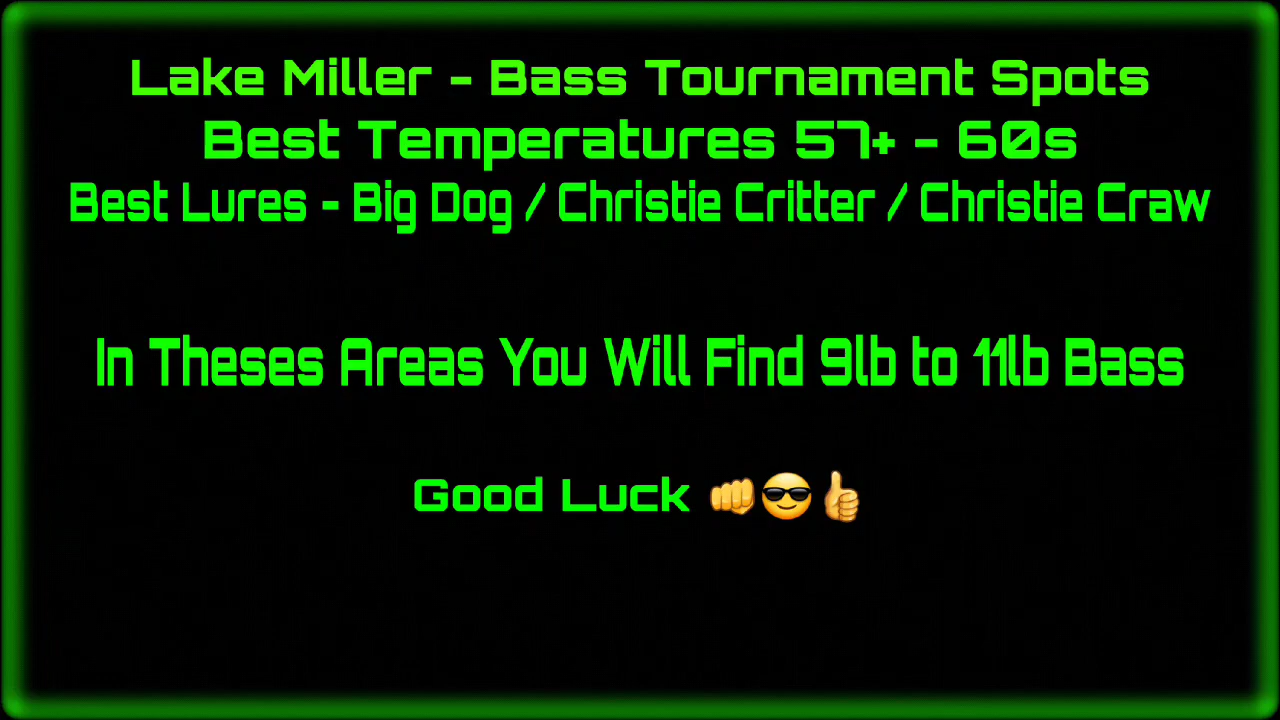 Lake Miller - Bass Tournament Spots
Best Temperatures 57+ - 60s
Best Lures - Big Dog / Christie Critter / Christie Craw
In Theses Areas You Will Find 9lb to 11lb Bass
Good Luck 👊😎👍